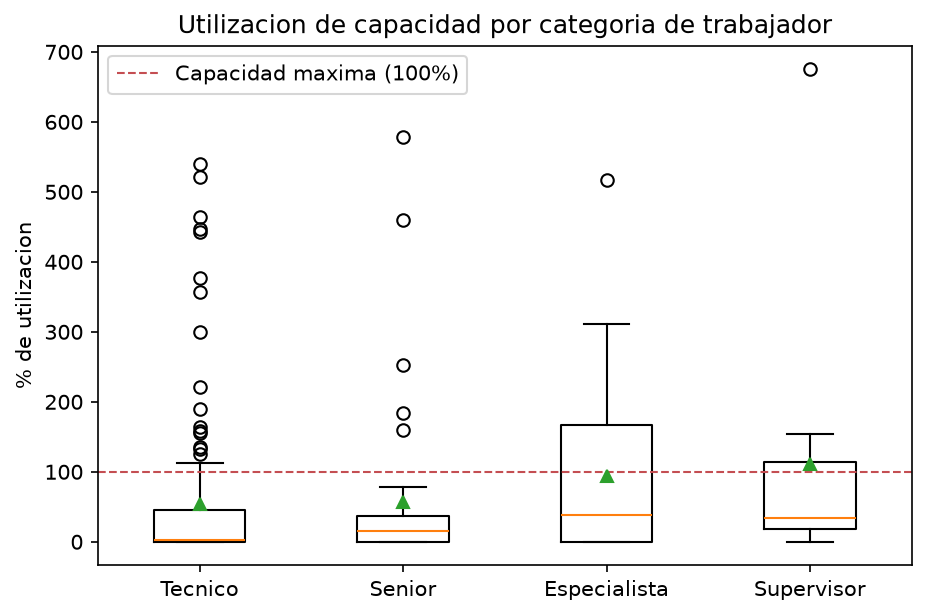 Utilizacion de capacidad por categoria de trabajador
Capacidad maxima (100%)
% de utilizacion
700
600
500
400
300
200
100
0
Tecnico
Senior
Especialista
Supervisor